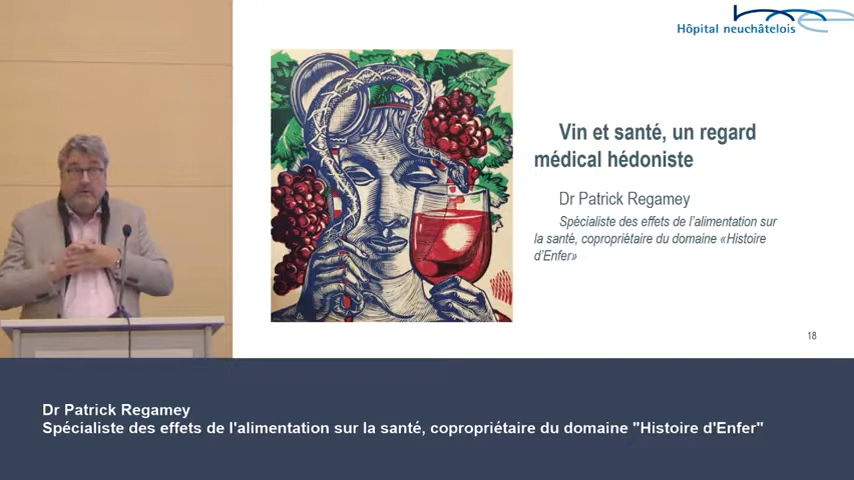 Hôpital neuchâtelois
Vin et santé, un regard
médical hédoniste
Dr Patrick Regamey
Spécialiste des effets de l'alimentation sur
la santé, copropriétaire du domaine «Histoire
d'Enfer»
18
Dr Patrick Regamey
Spécialiste des effets de l'alimentation sur la santé, copropriétaire du domaine "Histoire d'Enfer"